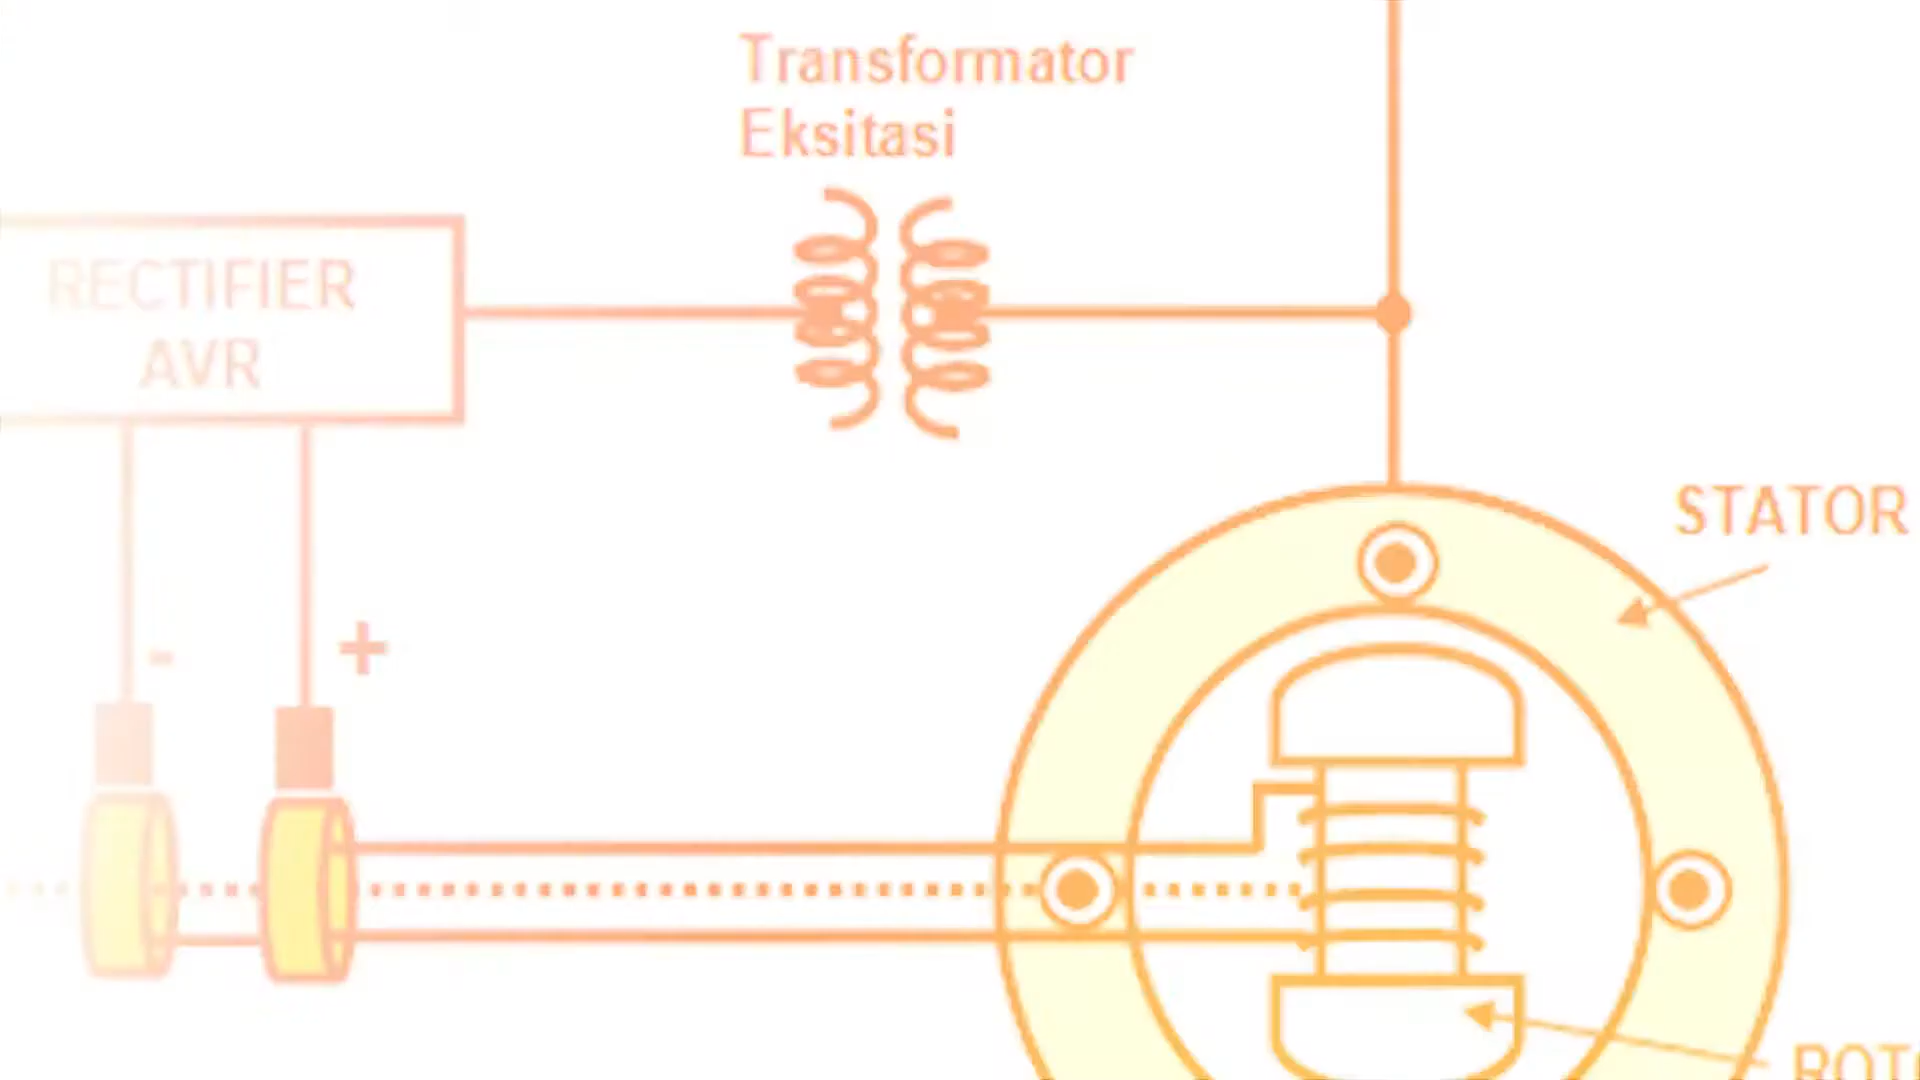 Transformator
Eksitasi
RECTIFIER
AVR
STATOR
-
+